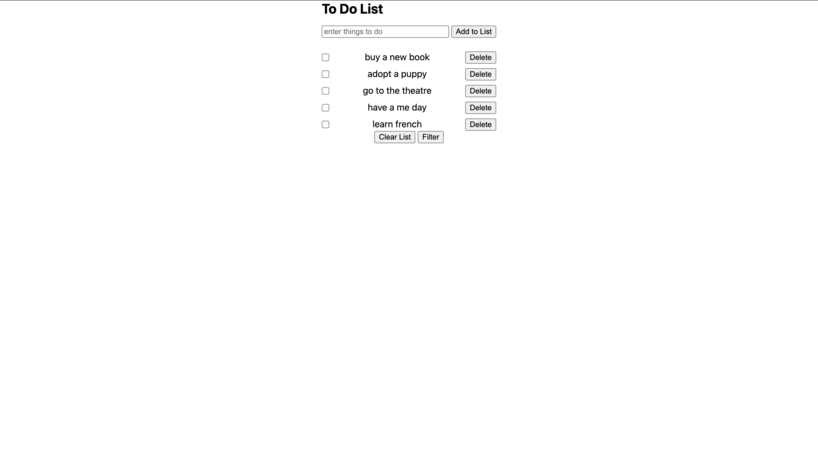 To Do List
enter things to do Add to List
buy a new book Delete
adopt a puppy Delete
go to the theatre Delete
have a me day Delete
learn french Delete
Clear List Filter